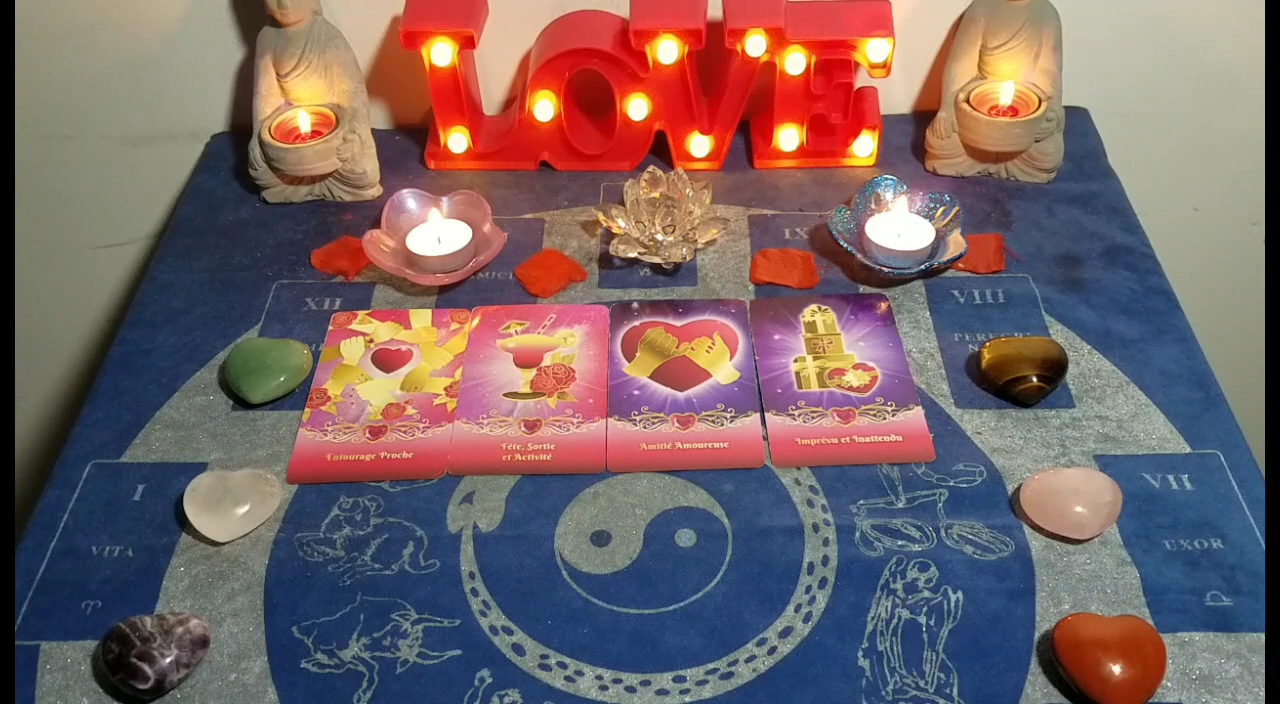 LOVE
IX
XII
VIII
Entourage Proche
Fête, Sortie
et Activité
Amitié Amoureuse
Imprévu et Inattendu
I
VITA
VII
UXOR